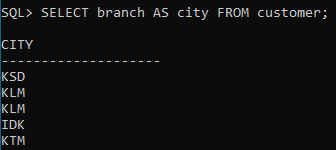 SQL> SELECT branch AS city FROM customer;
CITY
--------------------
KSD
KLM
KLM
IDK
KTM